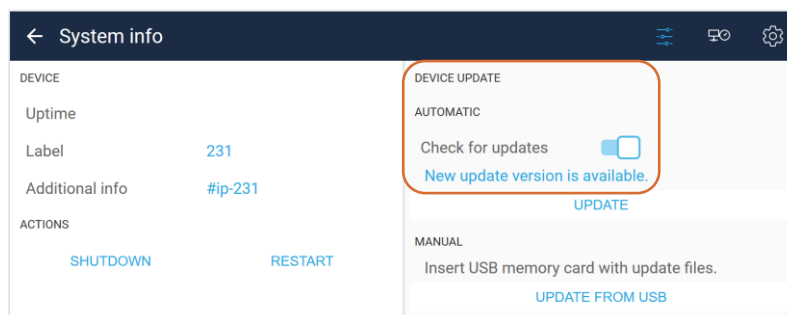 System info
DEVICE
Uptime
Label 231
Additional info #ip-231
ACTIONS
SHUTDOWN RESTART
DEVICE UPDATE
AUTOMATIC
Check for updates
New update version is available.
UPDATE
MANUAL
Insert USB memory card with update files.
UPDATE FROM USB